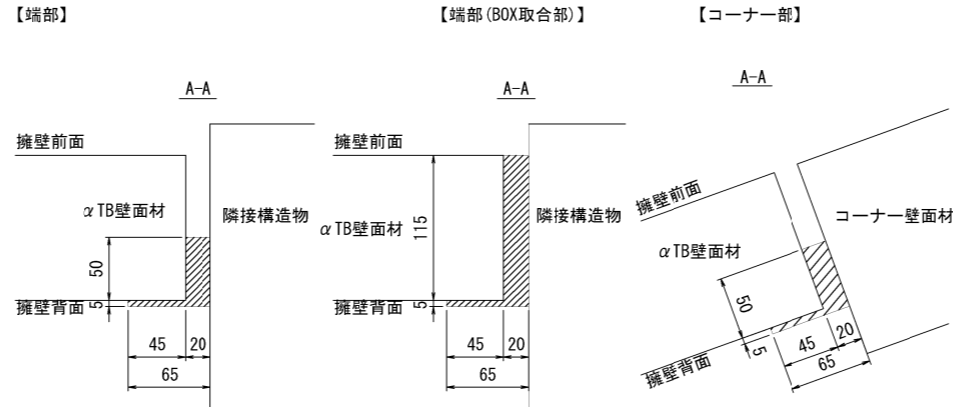 【端部】
【端部(BOX取合部)】
【コーナー部】
A-A
A-A
A-A
擁壁前面
αTB壁面材
隣接構造物
50
5
擁壁背面
45
20
65
擁壁前面
αTB壁面材
115
隣接構造物
5
擁壁背面
45
20
65
擁壁前面
コーナー壁面材
αTB壁面材
50
5
擁壁背面
45
20
65